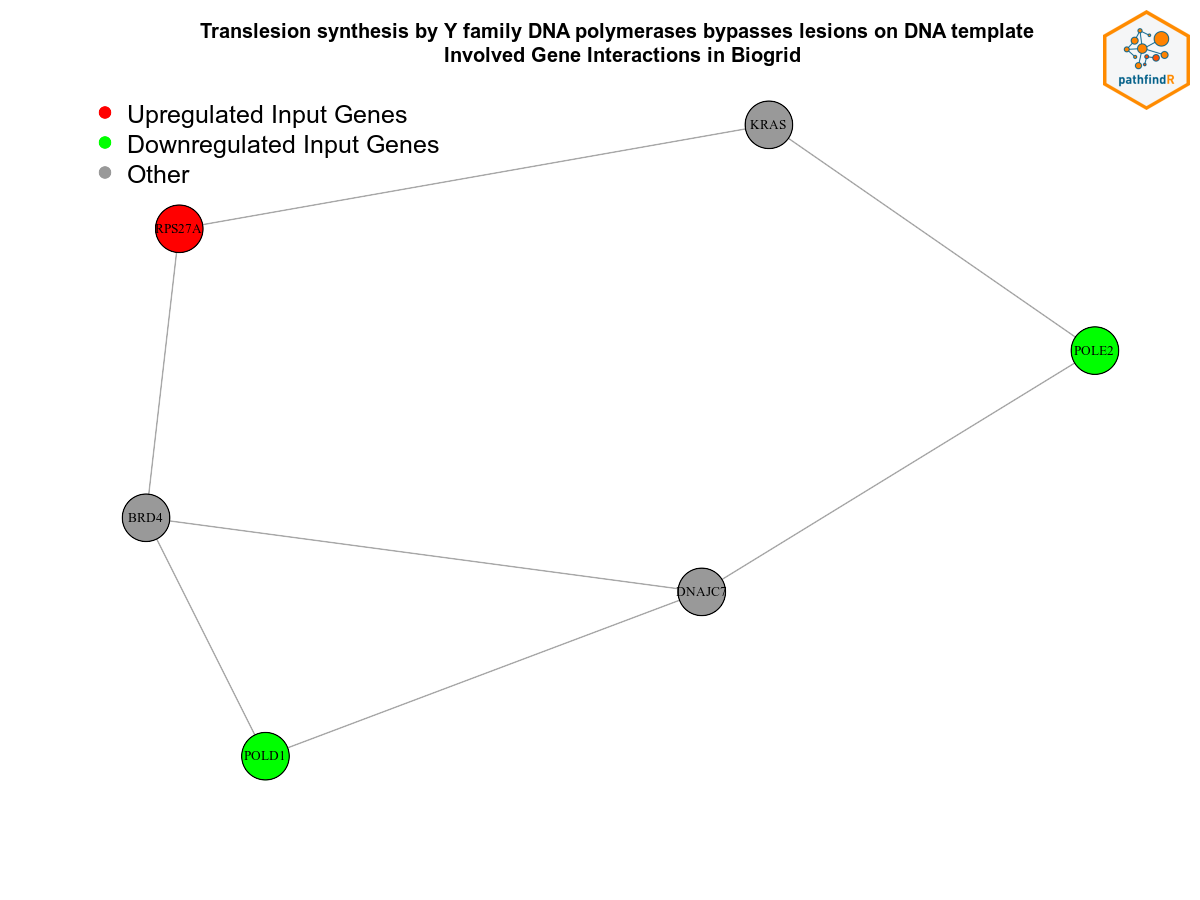 Translesion synthesis by Y family DNA polymerases bypasses lesions on DNA template
Involved Gene Interactions in Biogrid
pathfindR
Upregulated Input Genes
Downregulated Input Genes
Other
KRAS
RPS27A
POLE2
BRD4
DNAJC7
POLD1